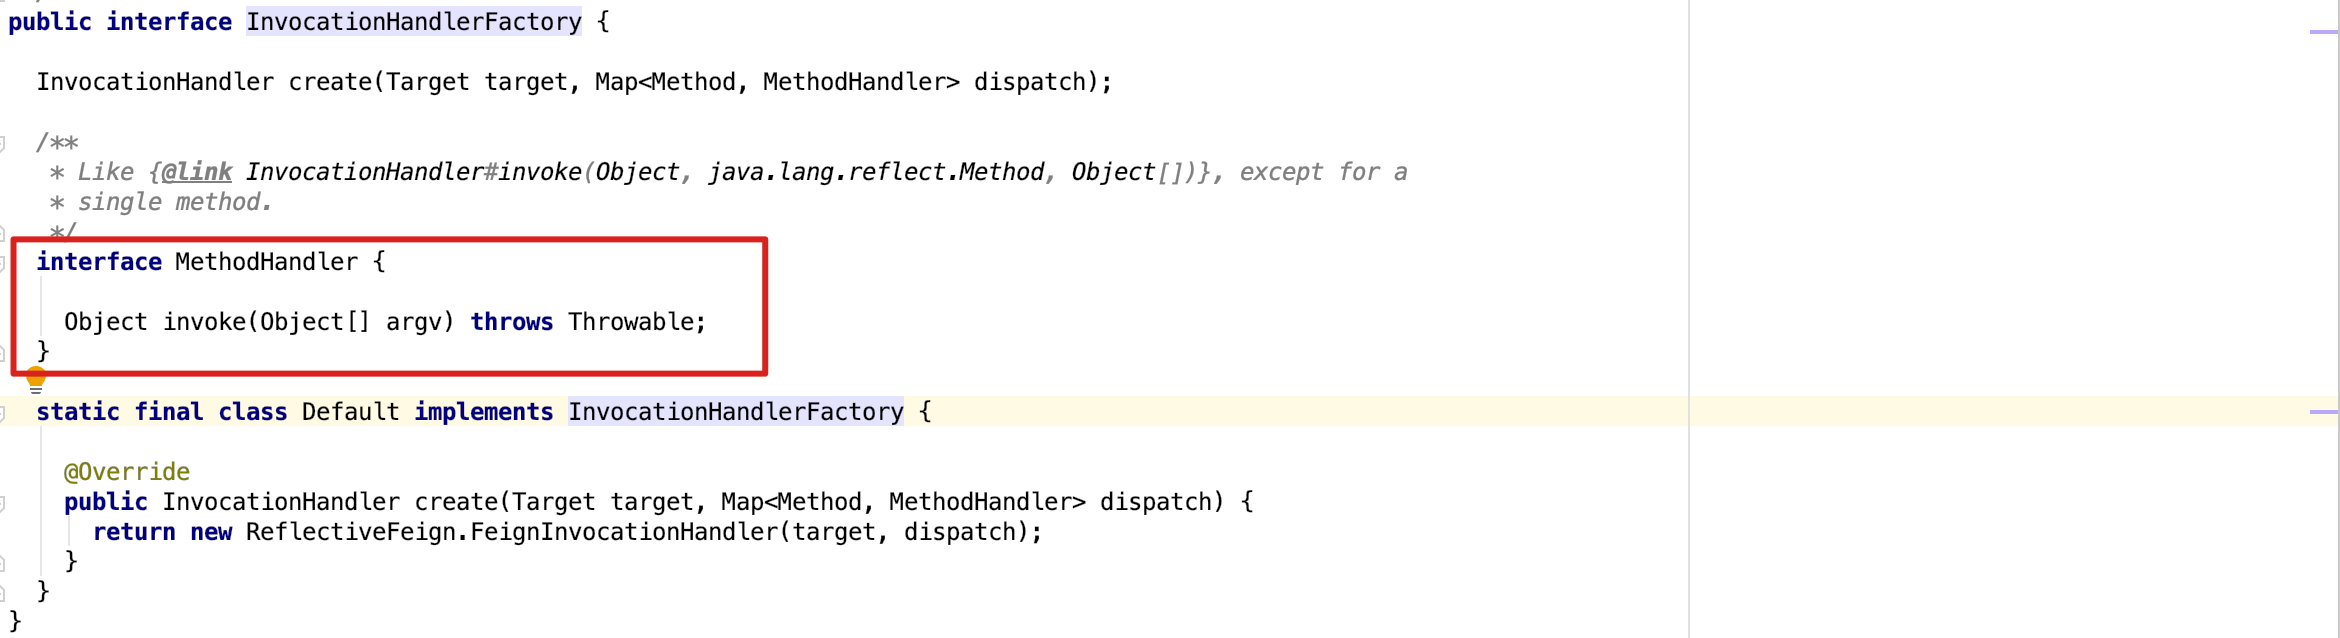 public interface InvocationHandlerFactory {
InvocationHandler create(Target target, Map<Method, MethodHandler> dispatch);
/**
* Like {@link InvocationHandler#invoke(Object, java.lang.reflect.Method, Object[])}, except for a
* single method.
*/
interface MethodHandler {
Object invoke(Object[] argv) throws Throwable;
}
static final class Default implements InvocationHandlerFactory {
@Override
public InvocationHandler create(Target target, Map<Method, MethodHandler> dispatch) {
return new ReflectiveFeign.FeignInvocationHandler(target, dispatch);
}
}
}